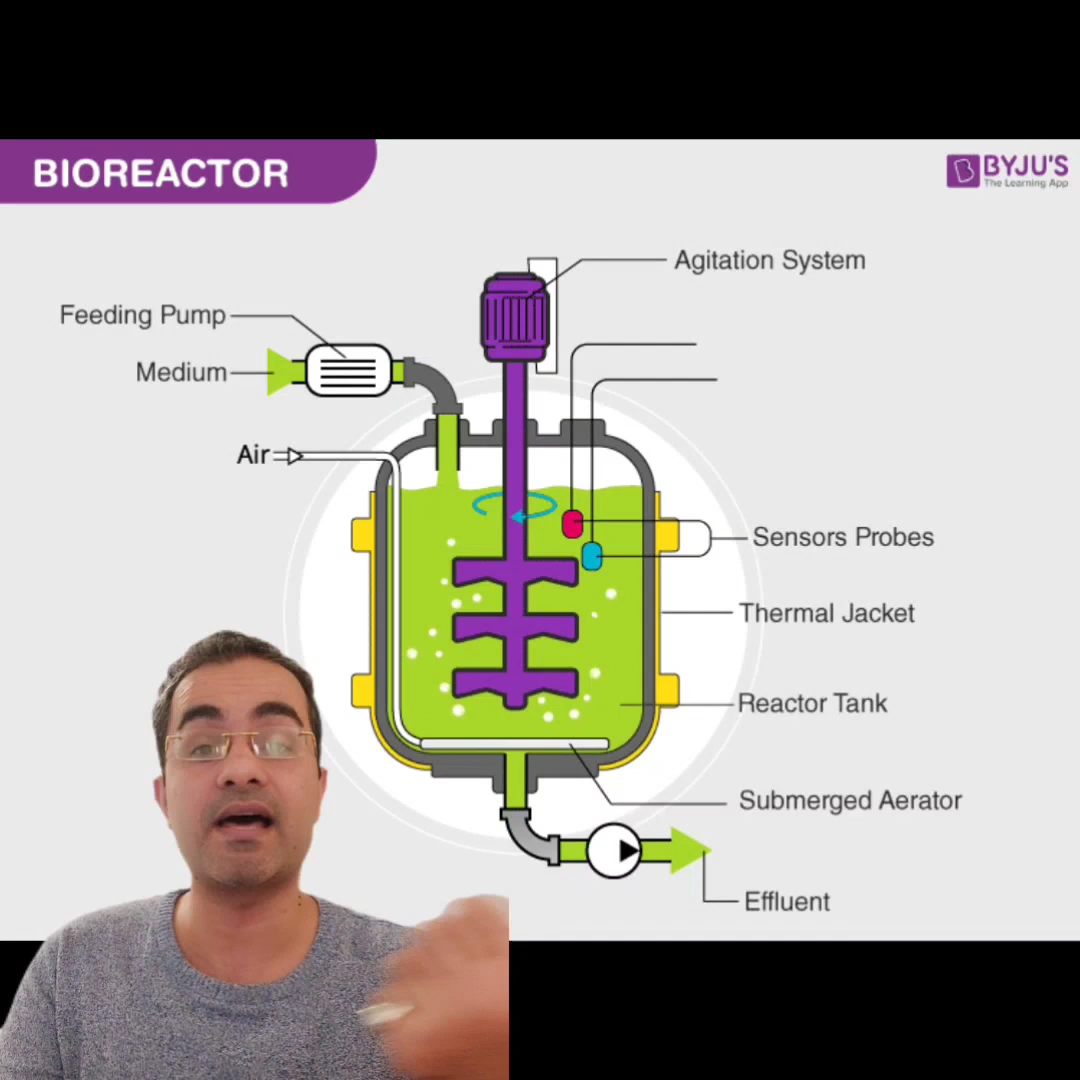 BIOREACTOR
BYJU'S
The Learning App
Agitation System
Feeding Pump
Medium
Air
Sensors Probes
Thermal Jacket
Reactor Tank
Submerged Aerator
Effluent